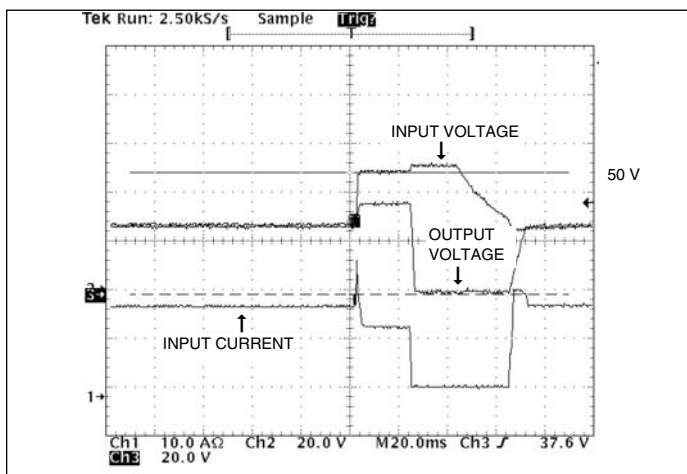 Tek Run: 2.50kS/s Sample Trig?
INPUT VOLTAGE
50 V
OUTPUT
VOLTAGE
INPUT CURRENT
1
Ch1 10.0 AΩ Ch2 20.0 V M20.0ms Ch3 37.6 V
Ch3 20.0 V